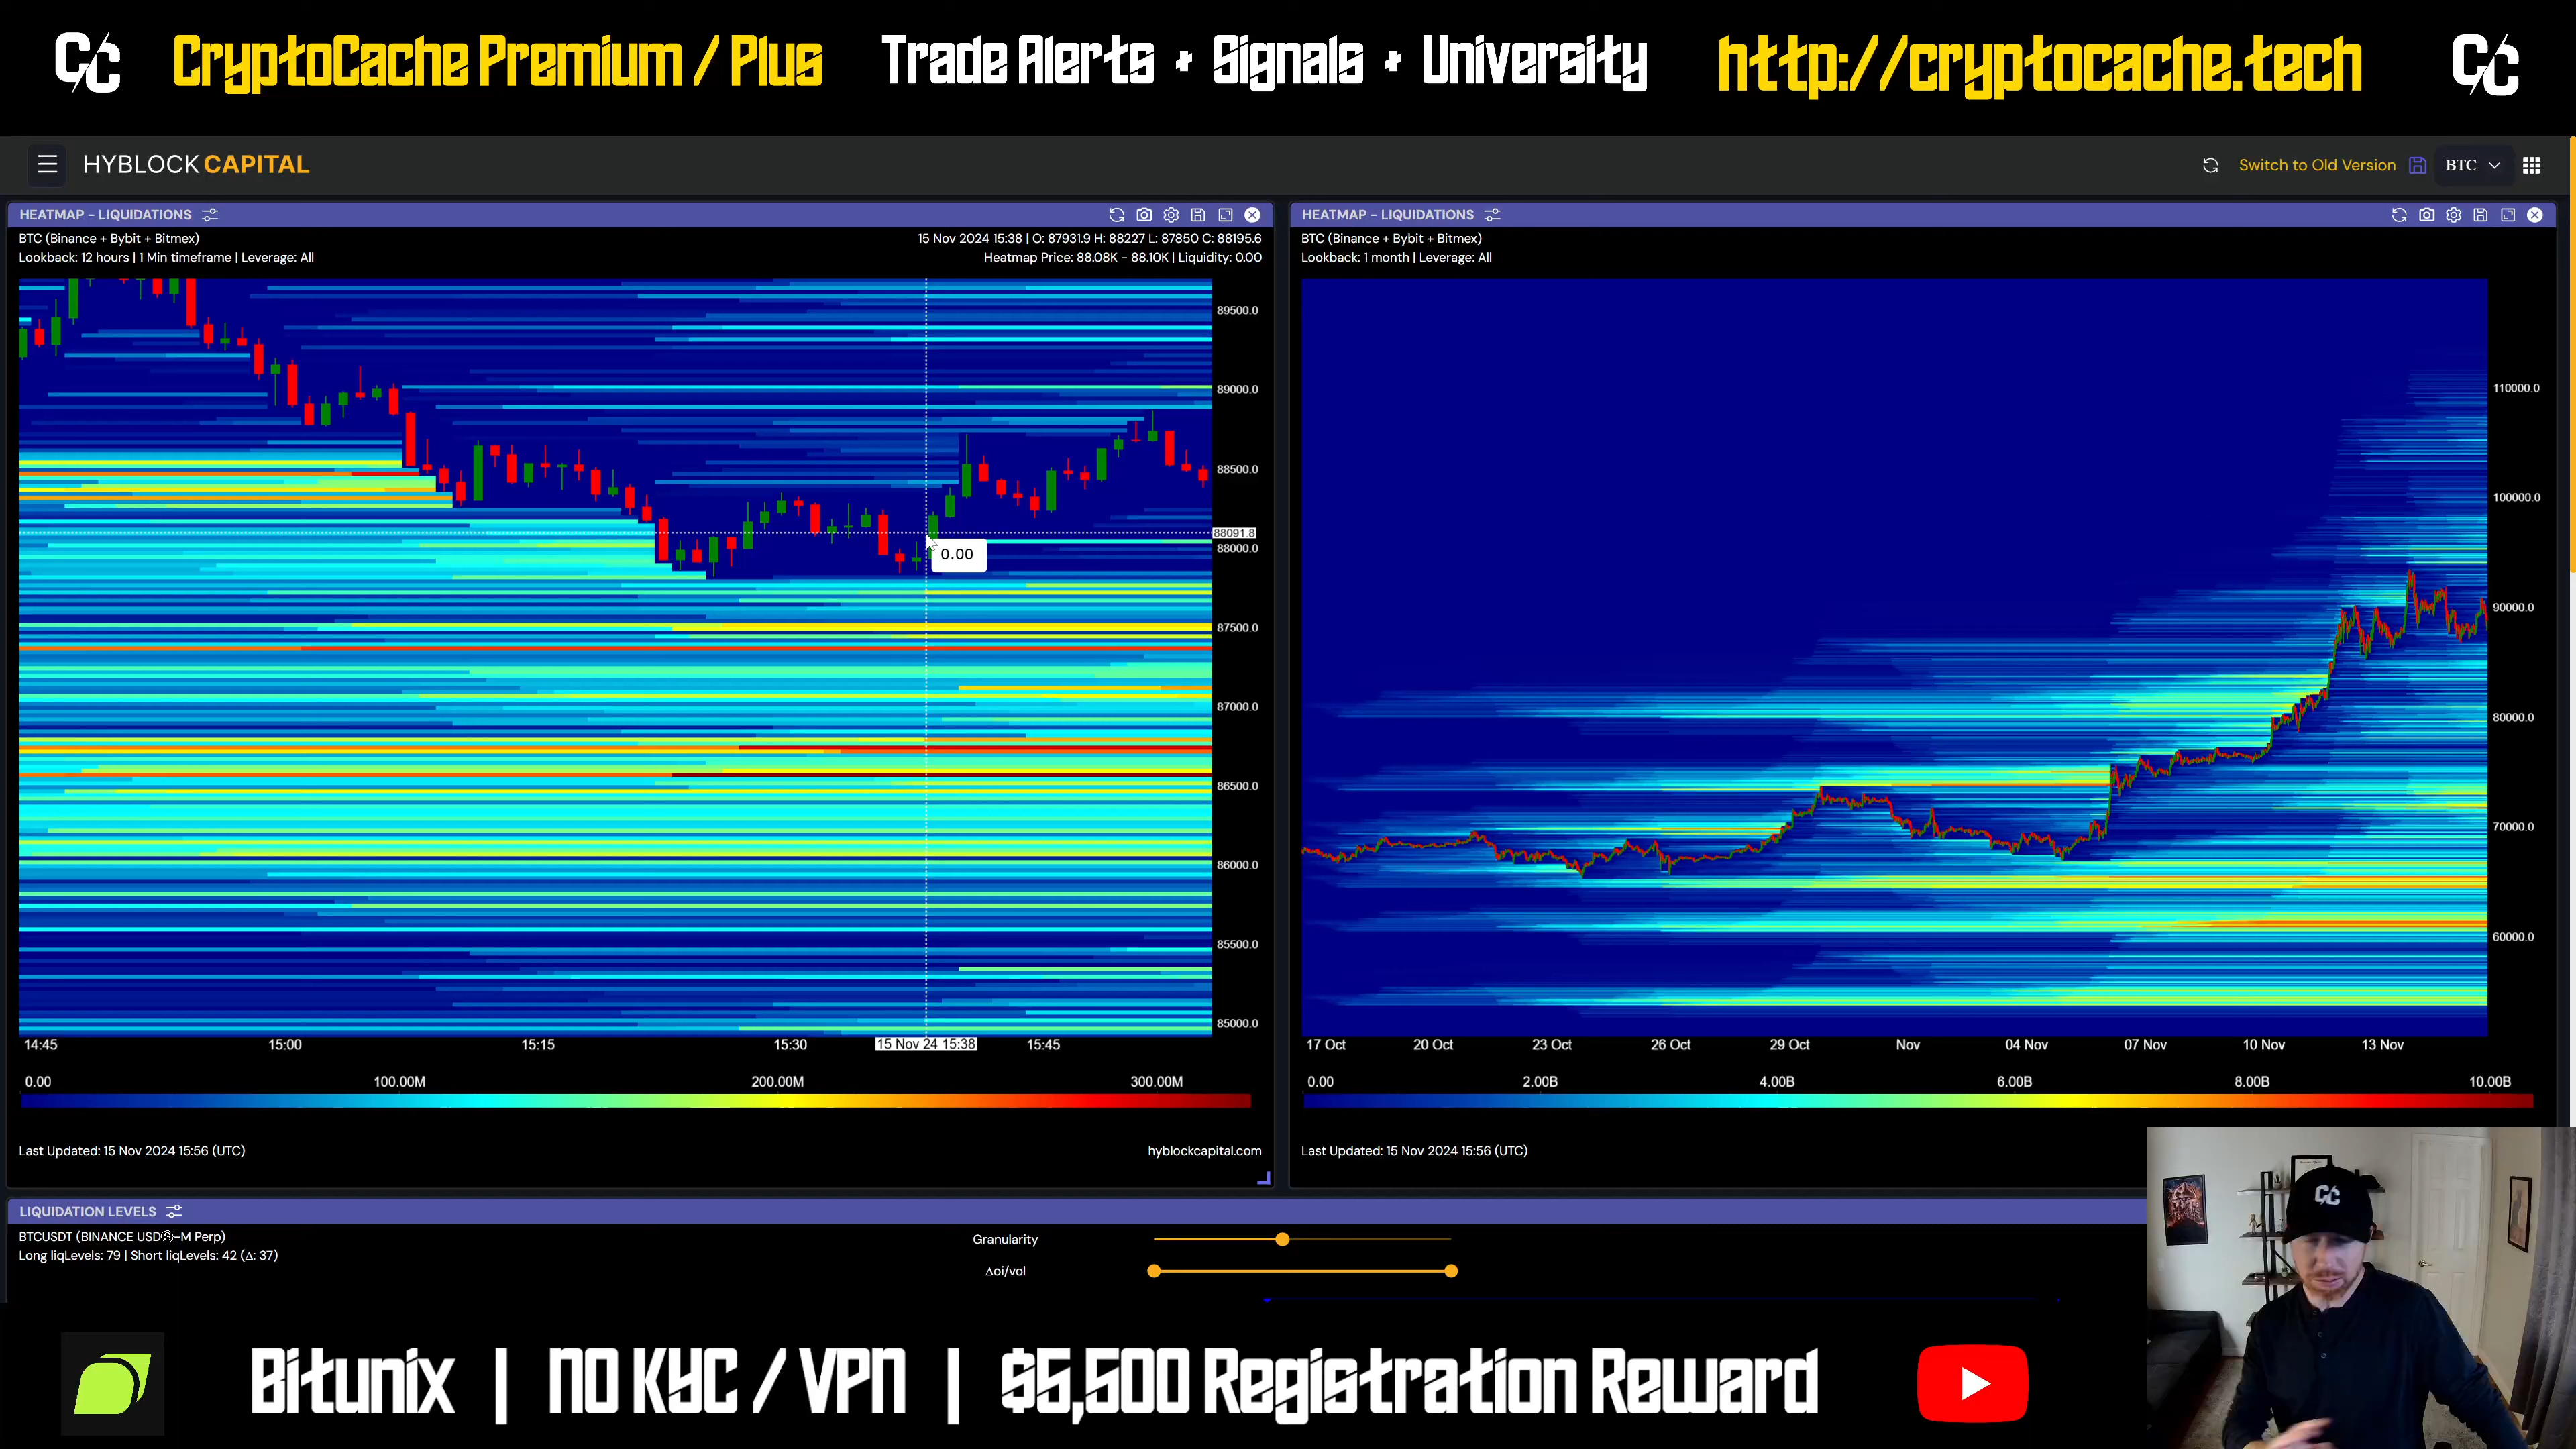 CC CryptoCache Premium / Plus Trade Alerts + Signals + University http://cryptocache.tech CC
HYBLOCK CAPITAL
Switch to Old Version BTC
HEATMAP - LIQUIDATIONS
BTC (Binance + Bybit + Bitmex)
15 Nov 2024 15:38 | O: 87931.9 H: 88227 L: 87850 C: 88195.6
Lookback: 12 hours | 1 Min timeframe | Leverage: All
Heatmap Price: 88.08K - 88.10K | Liquidity: 0.00
89500.0
89000.0
88500.0
88091.8
88000.0
0.00
87500.0
87000.0
86500.0
86000.0
85500.0
85000.0
14:45 15:00 15:15 15:30 15 Nov 24 15:38 15:45
0.00 100.00M 200.00M 300.00M
Last Updated: 15 Nov 2024 15:56 (UTC)
hyblockcapital.com
HEATMAP - LIQUIDATIONS
BTC (Binance + Bybit + Bitmex)
Lookback: 1 month | Leverage: All
110000.0
100000.0
90000.0
80000.0
70000.0
60000.0
17 Oct 20 Oct 23 Oct 26 Oct 29 Oct Nov 04 Nov 07 Nov 10 Nov 13 Nov
0.00 2.00B 4.00B 6.00B 8.00B 10.00B
Last Updated: 15 Nov 2024 15:56 (UTC)
LIQUIDATION LEVELS
BTCUSDT (BINANCE USDⓈ-M Perp)
Long liqLevels: 79 | Short liqLevels: 42 (Δ: 37)
Granularity
Δoi/vol
CC
Bitunix | NO KYC / VPN | $5,500 Registration Reward